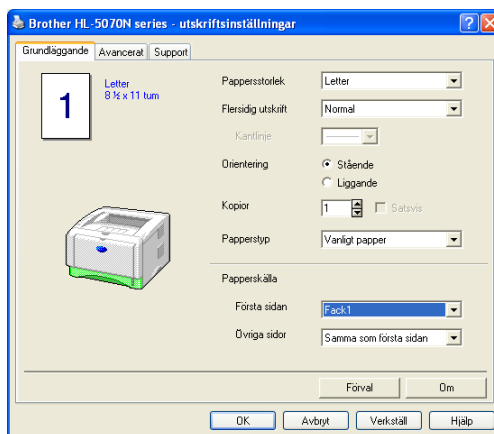 Brother HL-5070N series - utskriftsinställningar
Grundläggande Avancerat Support
1
Letter
8 ½ x 11 tum
Pappersstorlek Letter
Flersidig utskrift Normal
Kantlinje
Orientering Stående
Liggande
Kopior 1 Satsvis
Papperstyp Vanligt papper
Papperskälla
Första sidan Fack1
Övriga sidor Samma som första sidan
Förval Om
OK Avbryt Verkställ Hjälp